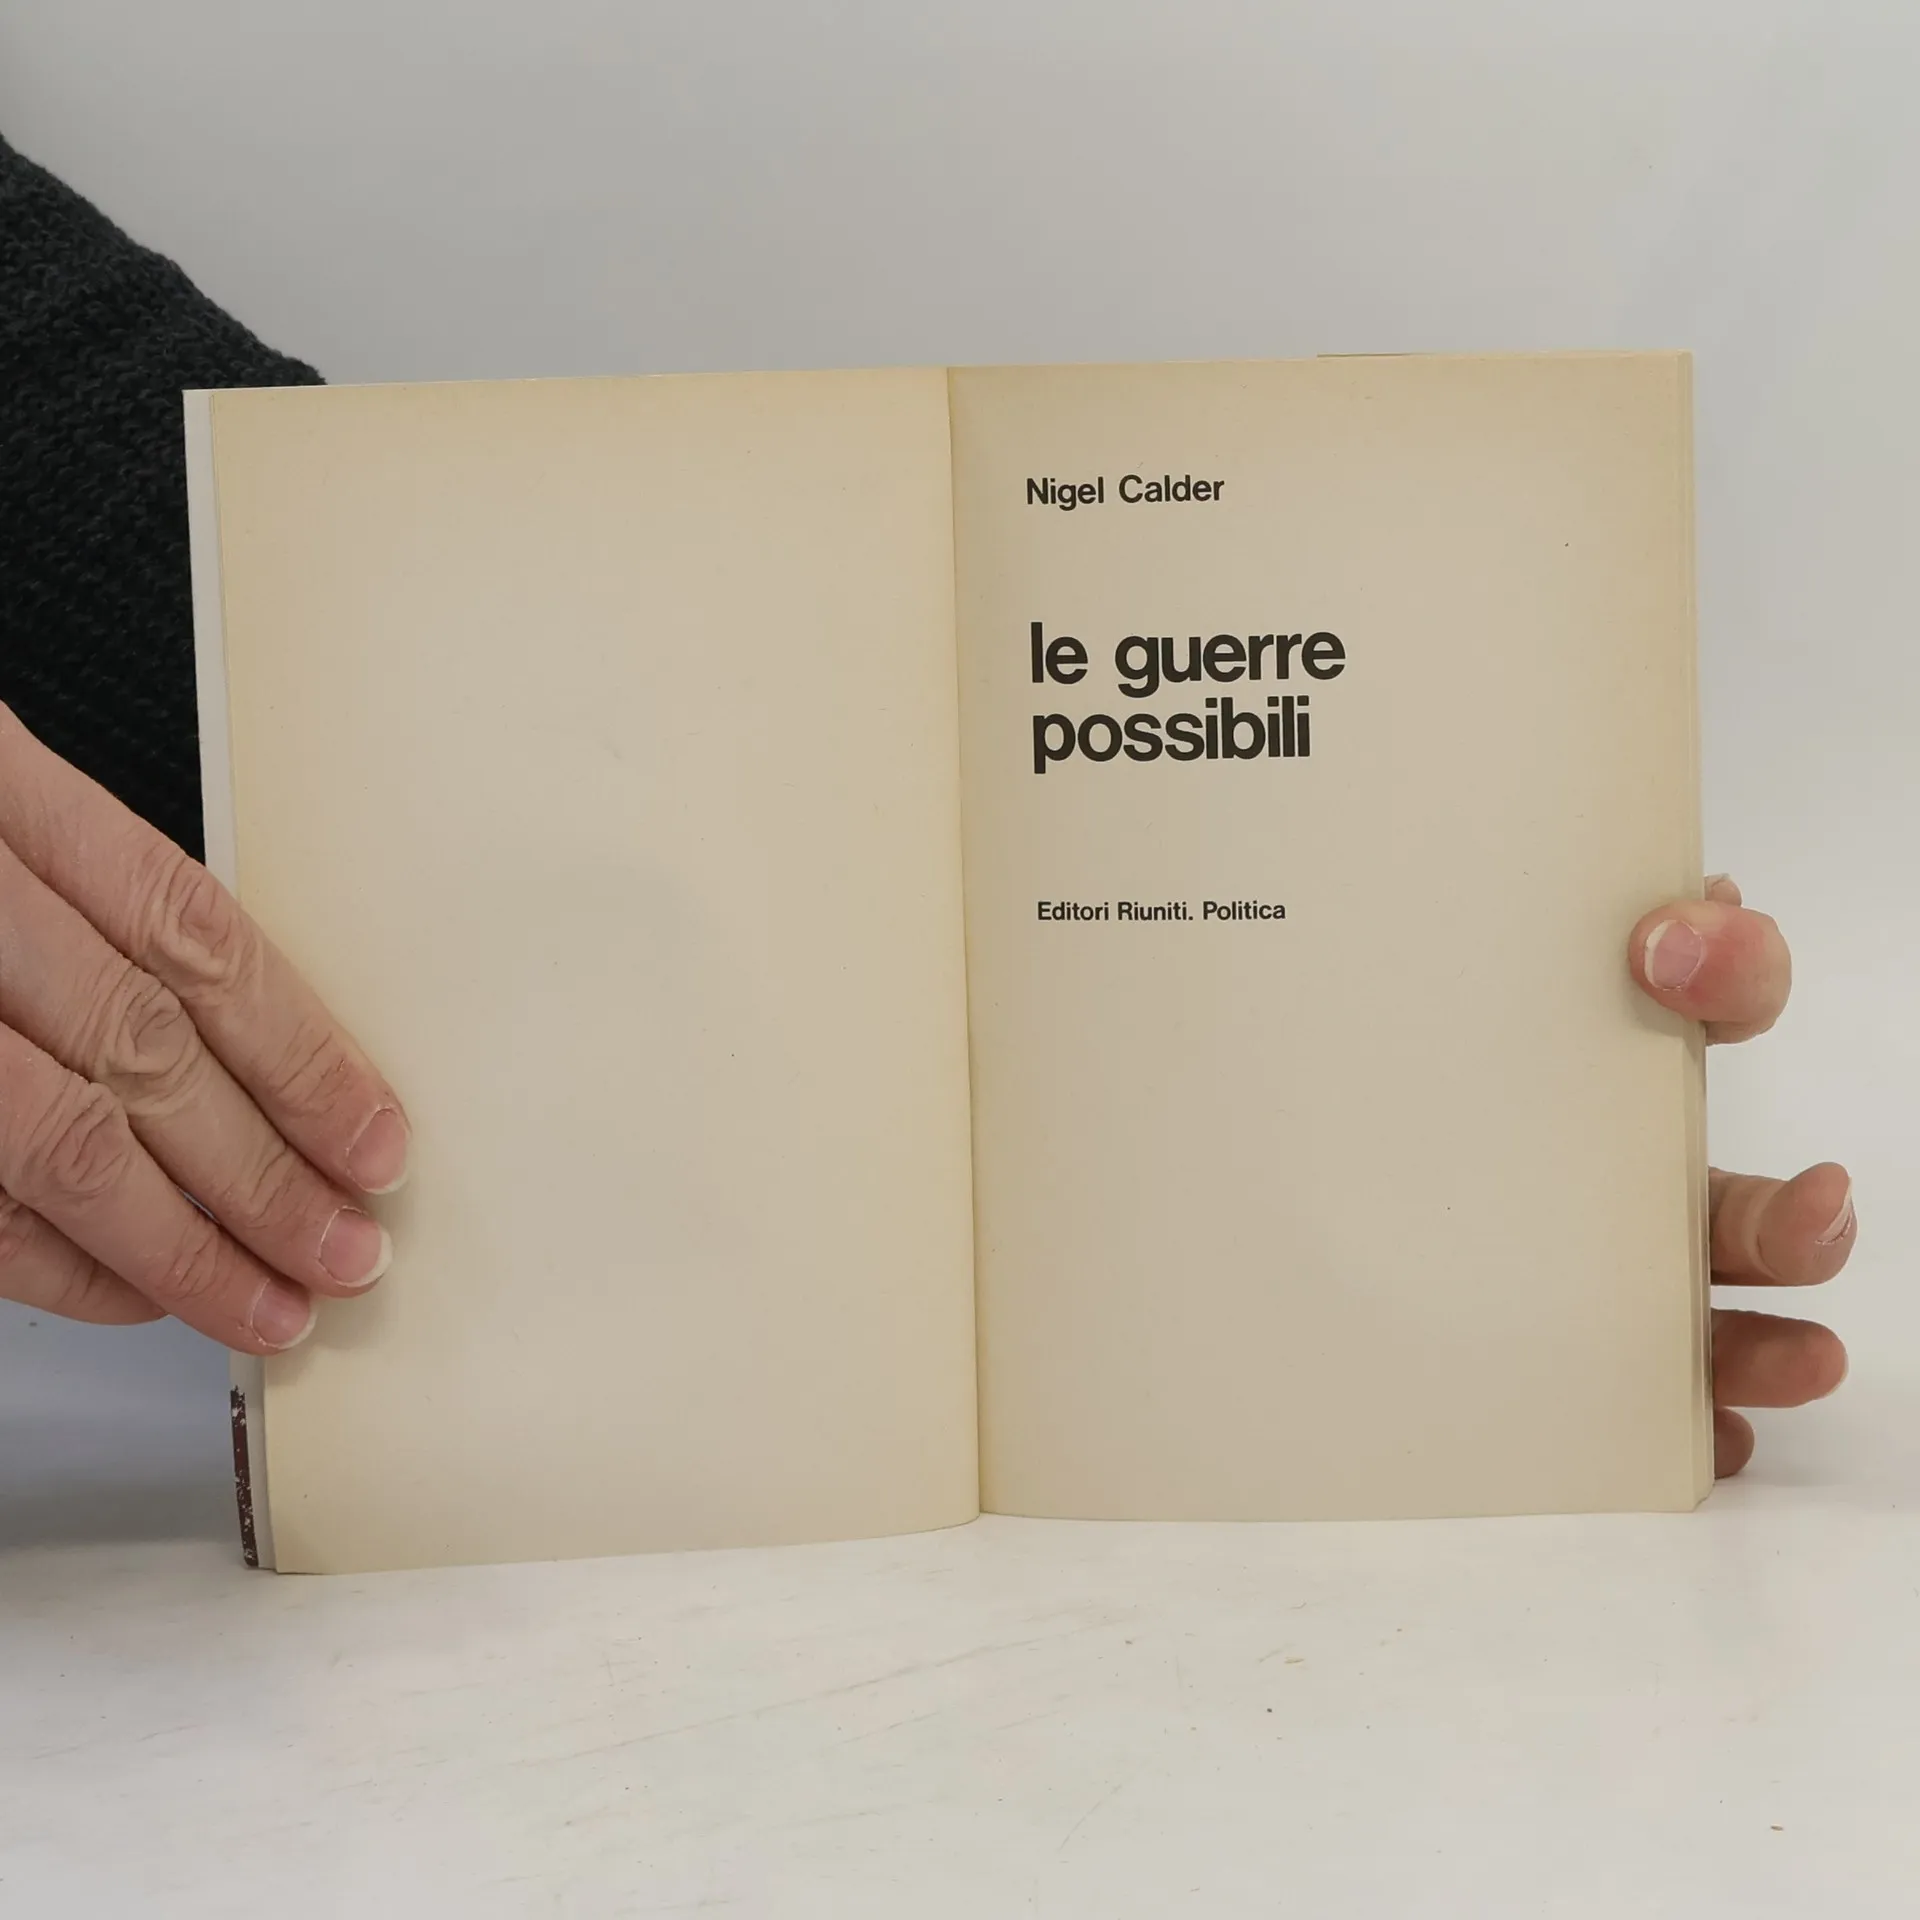 Nigel Calder
le guerre
possibili
Editori Riuniti. Politica